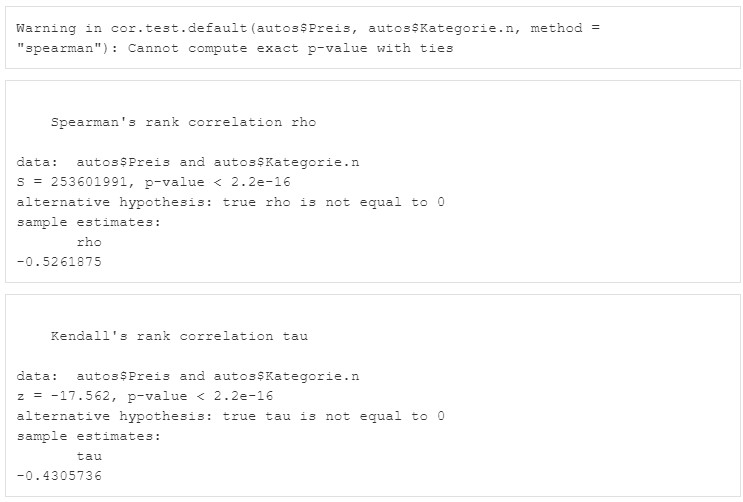 Warning in cor.test.default(autos$Preis, autos$Kategorie.n, method =
"spearman"): Cannot compute exact p-value with ties
Spearman's rank correlation rho
data:  autos$Preis and autos$Kategorie.n
S = 253601991, p-value < 2.2e-16
alternative hypothesis: true rho is not equal to 0
sample estimates:
rho
-0.5261875
Kendall's rank correlation tau
data:  autos$Preis and autos$Kategorie.n
z = -17.562, p-value < 2.2e-16
alternative hypothesis: true tau is not equal to 0
sample estimates:
tau
-0.4305736